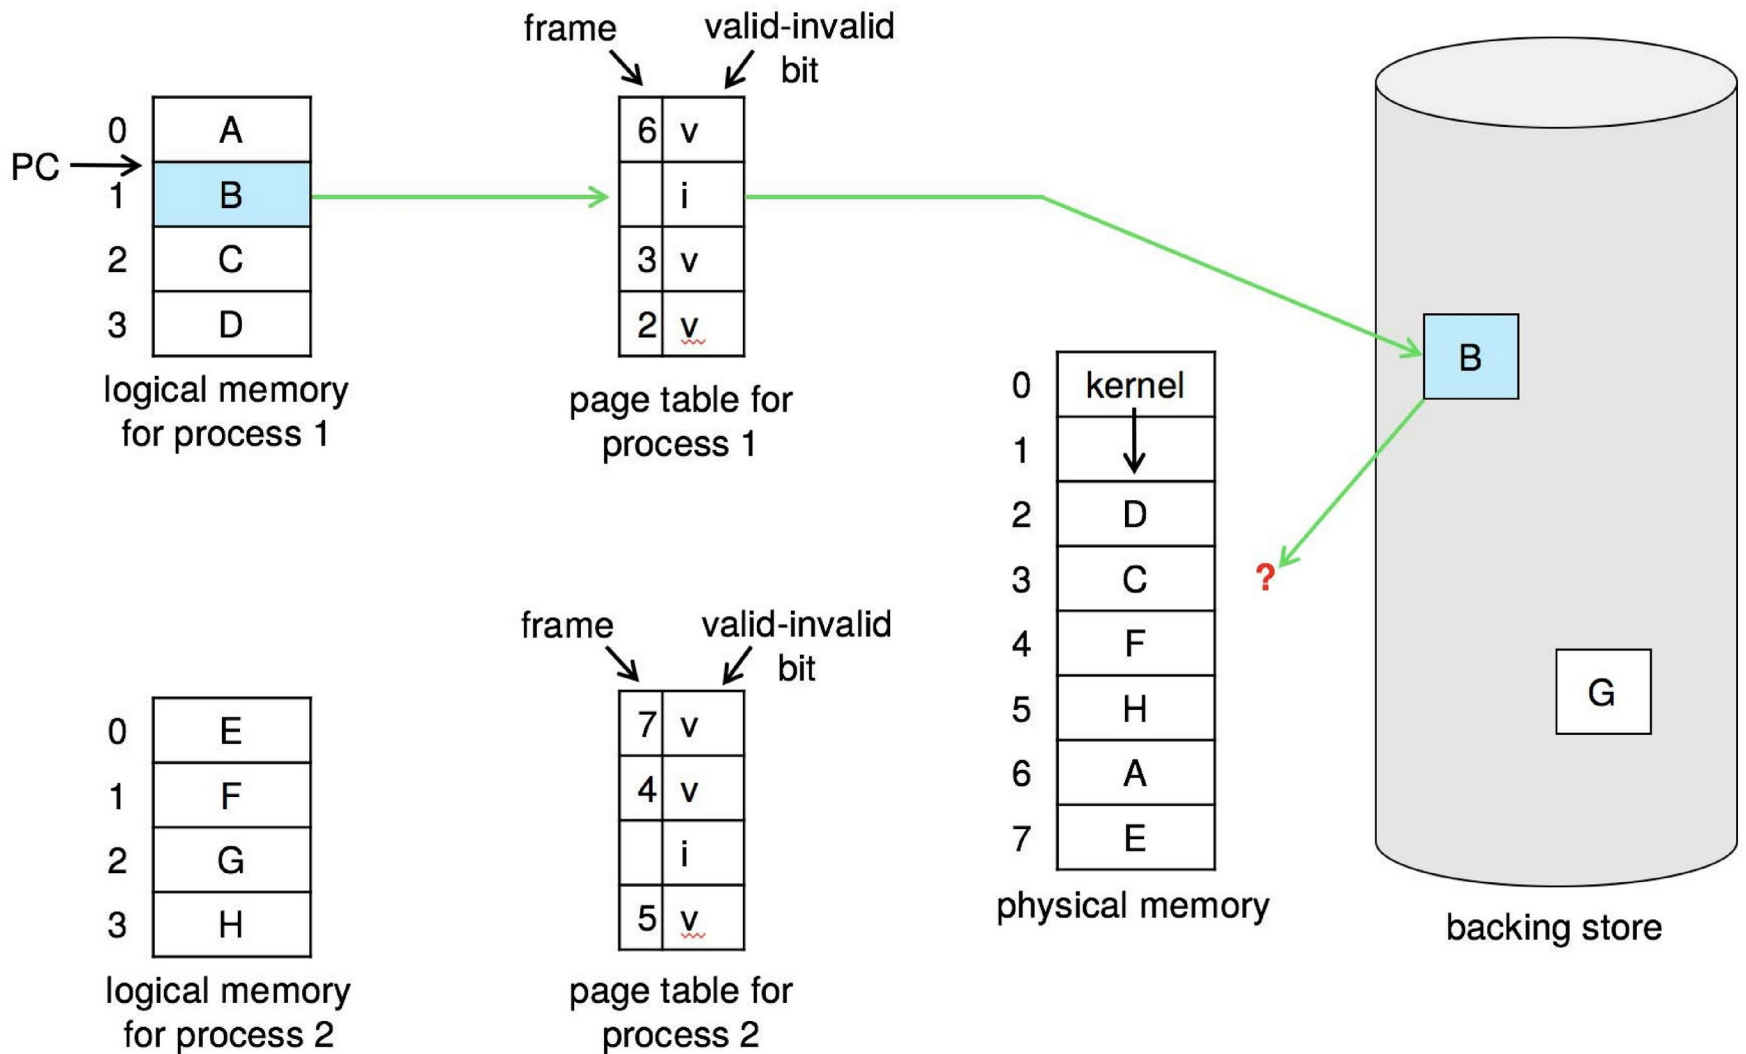 frame
valid-invalid
bit
PC
0 A
1 B
2 C
3 D
logical memory
for process 1
6 v
i
3 v
2 v
page table for
process 1
0 kernel
1
2 D
3 C
4 F
5 H
6 A
7 E
physical memory
?
B
G
backing store
0 E
1 F
2 G
3 H
logical memory
for process 2
frame
valid-invalid
bit
7 v
4 v
i
5 v
page table for
process 2